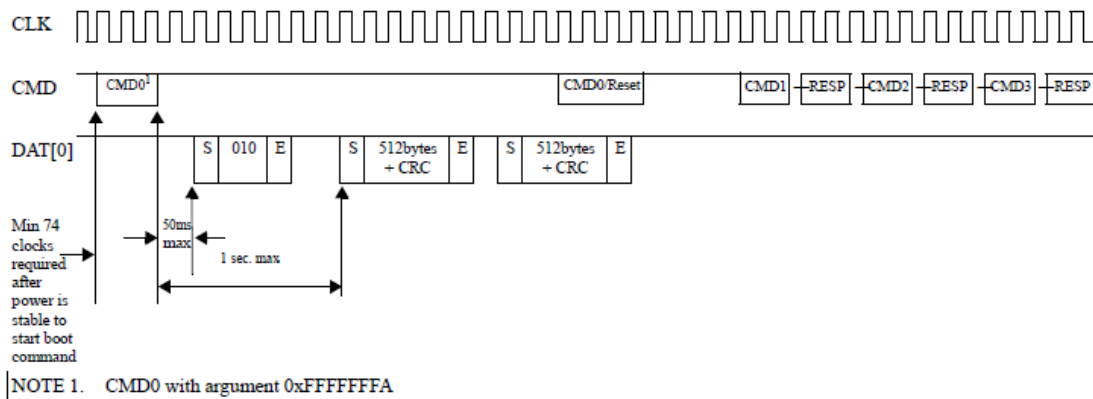 CLK
CMD CMD0¹ CMD0/Reset CMD1 RESP CMD2 RESP CMD3 RESP
DAT[0] S 010 E S 512bytes E S 512bytes E
+ CRC + CRC
Min 74
clocks
required
after
power is
stable to
start boot
command
50ms
max
1 sec. max
NOTE 1. CMD0 with argument 0xFFFFFFFA